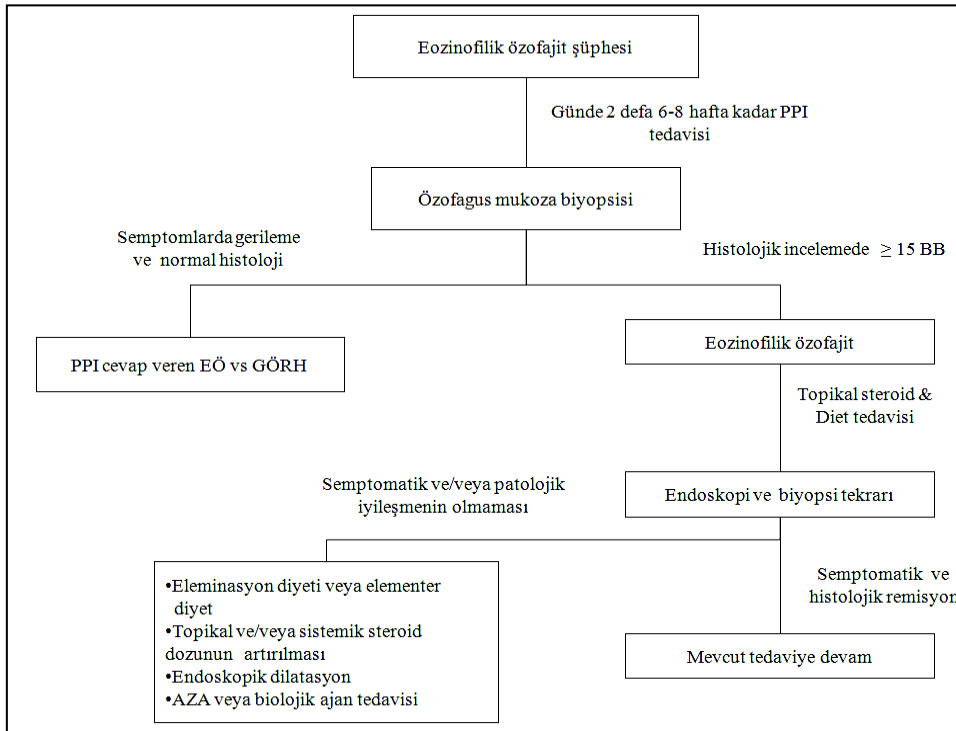 Eozinofilik özofajit şüphesi
Günde 2 defa 6-8 hafta kadar PPI
tedavisi
Özofagus mukoza biyopsisi
Semptomlarda gerileme
ve normal histoloji
Histolojik incelemede ≥ 15 BB
PPI cevap veren EÖ vs GÖRH
Eozinofilik özofajit
Topikal steroid &
Diet tedavisi
Semptomatik ve/veya patolojik
iyileşmenin olmaması
Endoskopi ve biyopsi tekrarı
•Eleminasyon diyeti veya elementer
diyet
•Topikal ve/veya sistemik steroid
dozunun artırılması
•Endoskopik dilatasyon
•AZA veya biolojik ajan tedavisi
Semptomatik ve
histolojik remisyon
Mevcut tedaviye devam